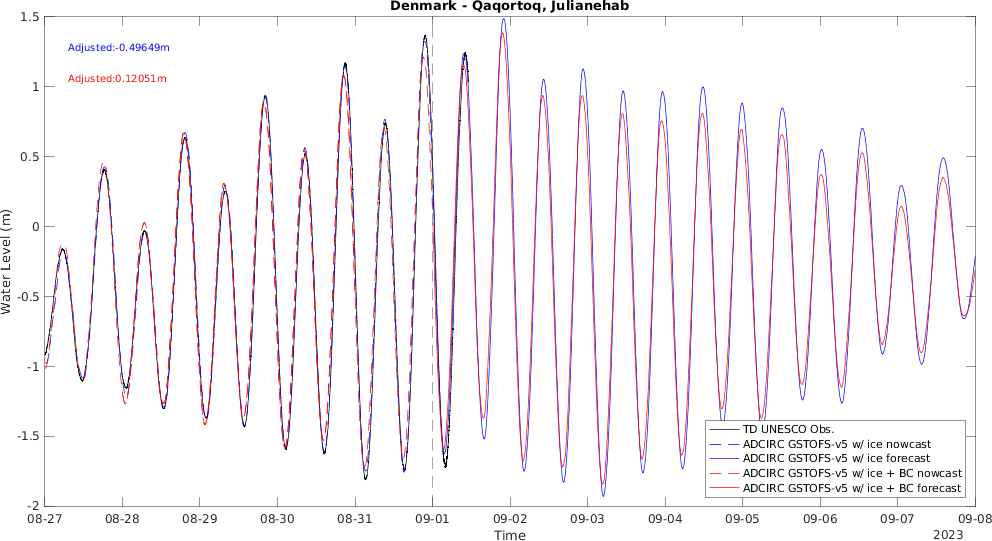 Denmark - Qaqortoq, Julianehab
Adjusted:-0.49649m
Adjusted:0.12051m
Water Level (m)
1.5
1
0.5
0
-0.5
-1
-1.5
-2
TD UNESCO Obs.
ADCIRC GSTOFS-v5 w/ ice nowcast
ADCIRC GSTOFS-v5 w/ ice forecast
ADCIRC GSTOFS-v5 w/ ice + BC nowcast
ADCIRC GSTOFS-v5 w/ ice + BC forecast
08-27 08-28 08-29 08-30 08-31 09-01 09-02 09-03 09-04 09-05 09-06 09-07 09-08
Time
2023